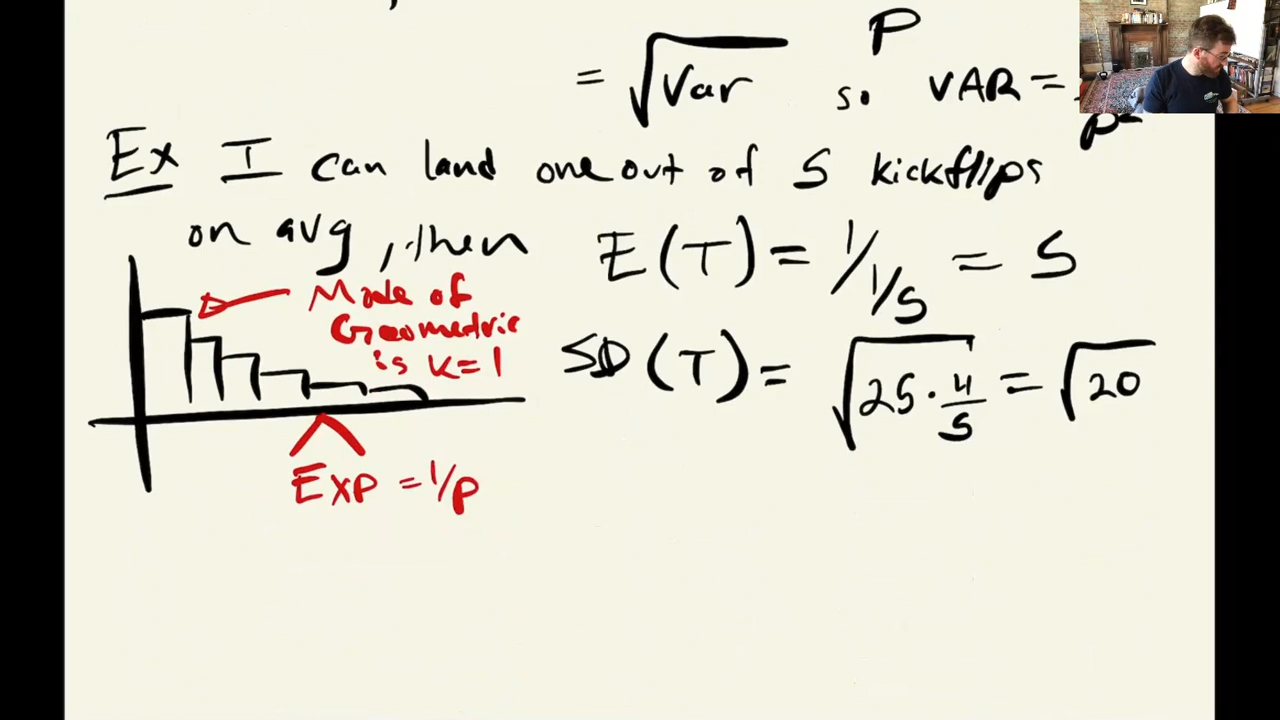 P
= √Var so VAR =
p²
Ex I can land one out of 5 kickflips
on avg, then E(T) = 1/1/5 = 5
Mode of
Geometric
is k=1
SD(T) = √25 · 4/5 = √20
Exp = 1/p